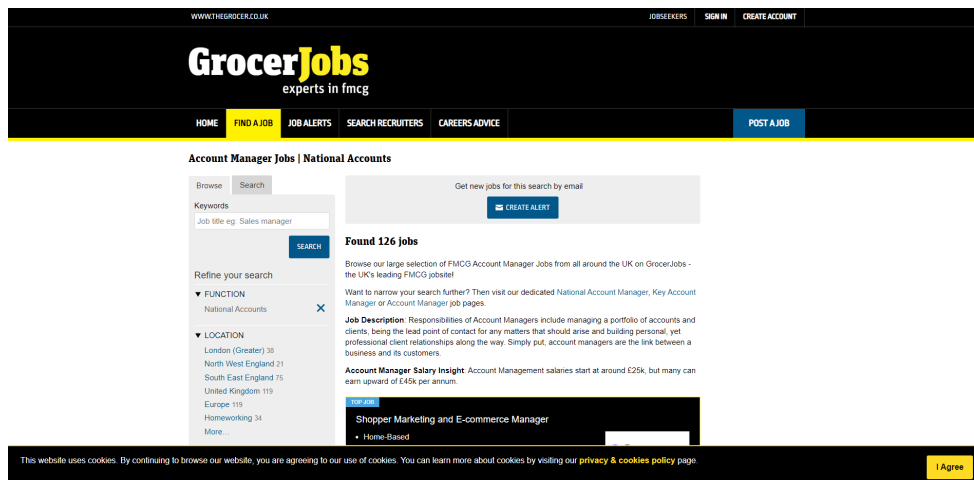 WWW.THEGROCER.CO.UK
JOBSEEKERS
SIGN IN
CREATE ACCOUNT
GrocerJobs
experts in fmcg
HOME
FIND A JOB
JOB ALERTS
SEARCH RECRUITERS
CAREERS ADVICE
POST A JOB
Account Manager Jobs | National Accounts
Browse
Search
Keywords
Job title eg: Sales manager
SEARCH
Refine your search
▼ FUNCTION
National Accounts
▼ LOCATION
London (Greater) 38
North West England 21
South East England 75
United Kingdom 119
Europe 119
Homeworking 34
More...
Get new jobs for this search by email
CREATE ALERT
Found 126 jobs
Browse our large selection of FMCG Account Manager Jobs from all around the UK on GrocerJobs -
the UK's leading FMCG jobsite!
Want to narrow your search further? Then visit our dedicated National Account Manager, Key Account
Manager or Account Manager job pages.
Job Description: Responsibilities of Account Managers include managing a portfolio of accounts and
clients, being the lead point of contact for any matters that should arise and building personal, yet
professional client relationships along the way. Simply put, account managers are the link between a
business and its customers.
Account Manager Salary Insight: Account Management salaries start at around £25k, but many can
earn upward of £45k per annum.
TOP JOB
Shopper Marketing and E-commerce Manager
• Home-Based
This website uses cookies. By continuing to browse our website, you are agreeing to our use of cookies. You can learn more about cookies by visiting our privacy & cookies policy page.
I Agree